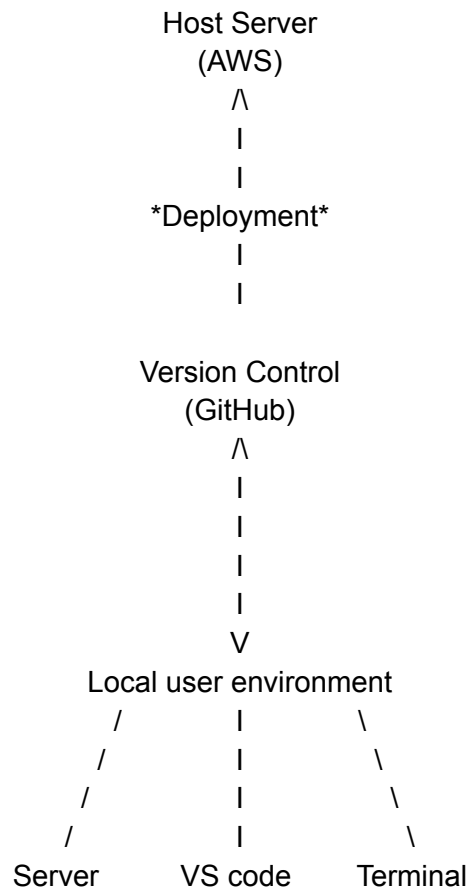 Host Server
(AWS)
/\
|
|
*Deployment*
|
|
Version Control
(GitHub)
/\
|
|
|
|
V
Local user environment
/ | \
/ | \
/ | \
/ | \
Server VS code Terminal